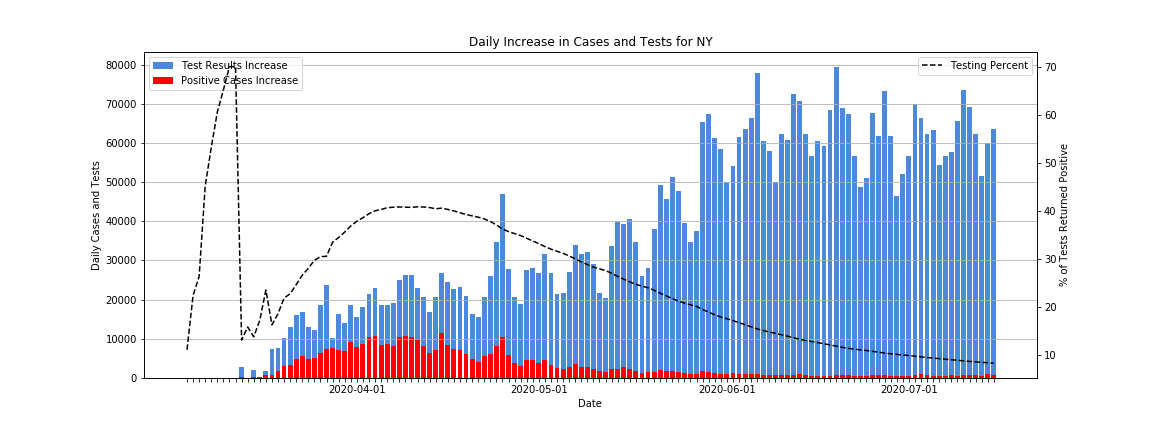 Daily Increase in Cases and Tests for NY
Test Results Increase
Positive Cases Increase
Testing Percent
80000
70000
60000
50000
40000
30000
20000
10000
0
Daily Cases and Tests
70
60
50
40
30
20
10
% of Tests Returned Positive
2020-04-01
2020-05-01
2020-06-01
2020-07-01
Date